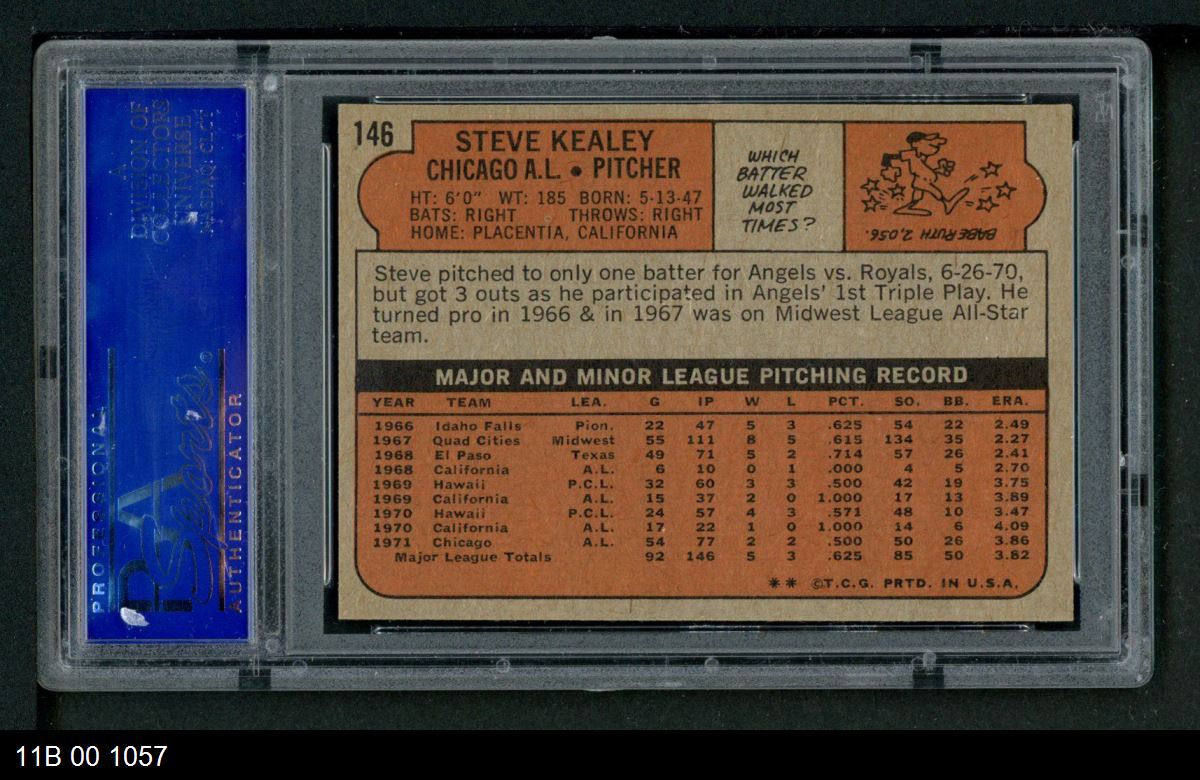 A
DIVISION OF
COLLECTORS
UNIVERSE
NASDAQ: CLCT
PROFESSIONAL
PSA
Sports®
AUTHENTICATOR
146
STEVE KEALEY
CHICAGO A.L. • PITCHER
HT: 6'0" WT: 185 BORN: 5-13-47
BATS: RIGHT THROWS: RIGHT
HOME: PLACENTIA, CALIFORNIA
WHICH
BATTER
WALKED
MOST
TIMES?
BABE RUTH 2,056.
Steve pitched to only one batter for Angels vs. Royals, 6-26-70,
but got 3 outs as he participated in Angels' 1st Triple Play. He
turned pro in 1966 & in 1967 was on Midwest League All-Star
team.
MAJOR AND MINOR LEAGUE PITCHING RECORD
YEAR TEAM LEA. G IP W L PCT. SO. BB. ERA.
1966 Idaho Falls Pion. 22 47 5 3 .625 54 22 2.49
1967 Quad Cities Midwest 55 111 8 5 .615 134 35 2.27
1968 El Paso Texas 49 71 5 2 .714 57 26 2.41
1968 California A.L. 6 10 0 1 .000 4 5 2.70
1969 Hawaii P.C.L. 32 60 3 3 .500 42 19 3.75
1969 California A.L. 15 37 2 0 1.000 17 13 3.89
1970 Hawaii P.C.L. 24 57 4 3 .571 48 10 3.47
1970 California A.L. 17 22 1 0 1.000 14 6 4.09
1971 Chicago A.L. 54 77 2 2 .500 50 26 3.86
Major League Totals 92 146 5 3 .625 85 50 3.82
** ©T.C.G. PRTD. IN U.S.A.
11B 00 1057